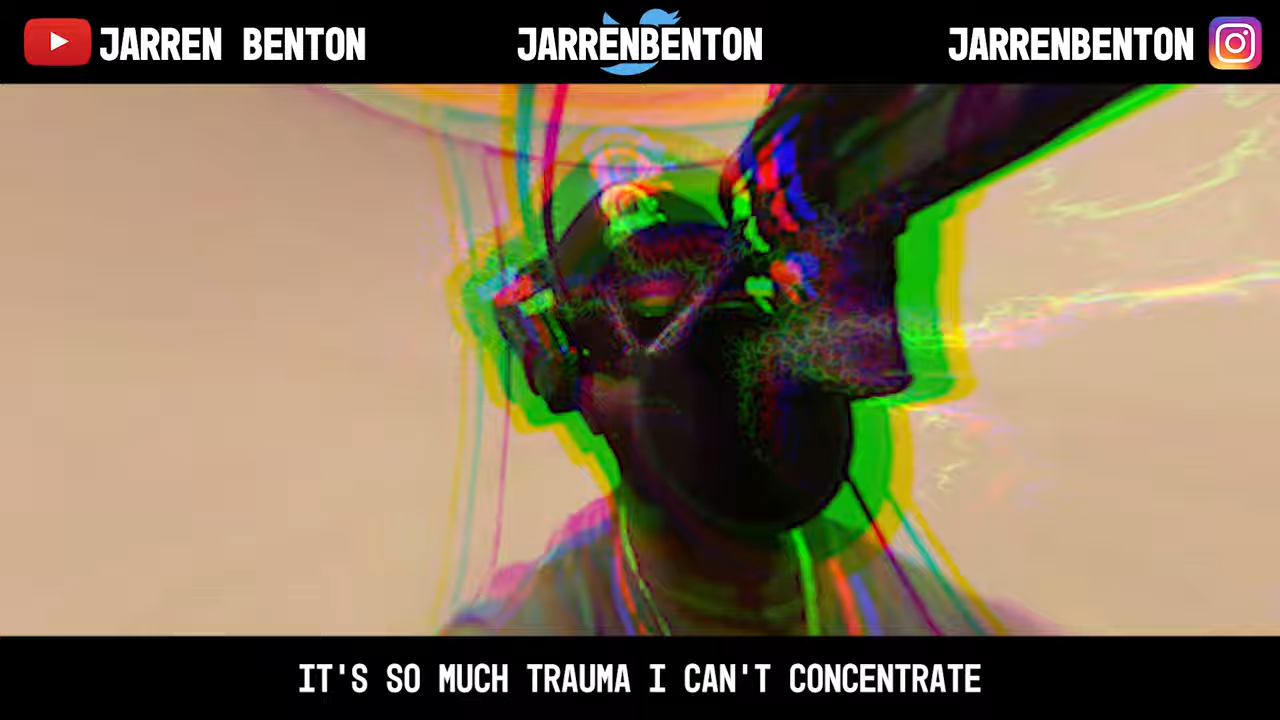 JARREN BENTON
JARRENBENTON
JARRENBENTON
IT'S SO MUCH TRAUMA I CAN'T CONCENTRATE